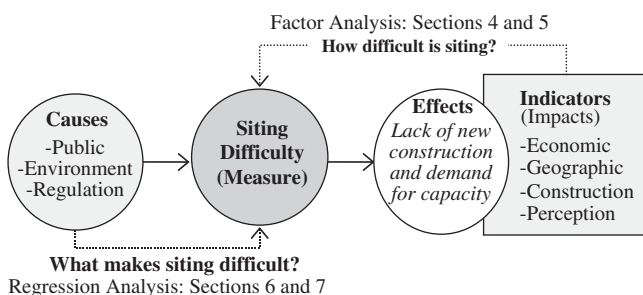 Factor Analysis: Sections 4 and 5
How difficult is siting?
Causes
-Public
-Environment
-Regulation
Siting
Difficulty
(Measure)
Effects
Lack of new
construction
and demand
for capacity
Indicators
(Impacts)
-Economic
-Geographic
-Construction
-Perception
What makes siting difficult?
Regression Analysis: Sections 6 and 7